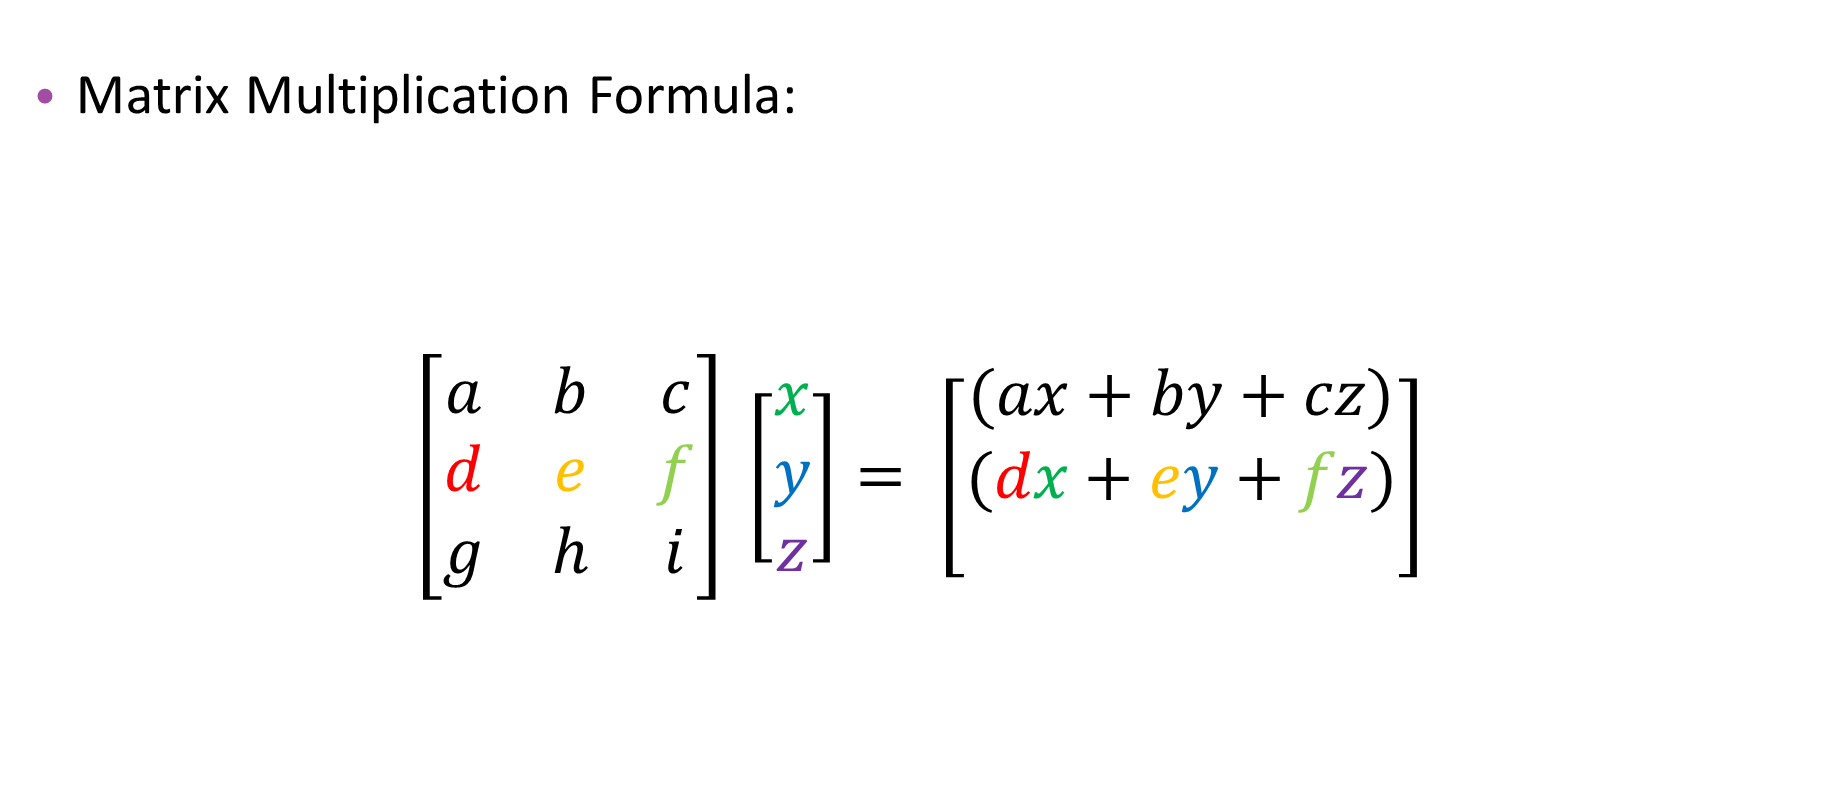 • Matrix Multiplication Formula:
[a b c] [x] = [(ax + by + cz)]
[d e f] [y] [(dx + ey + fz)]
[g h i] [z]